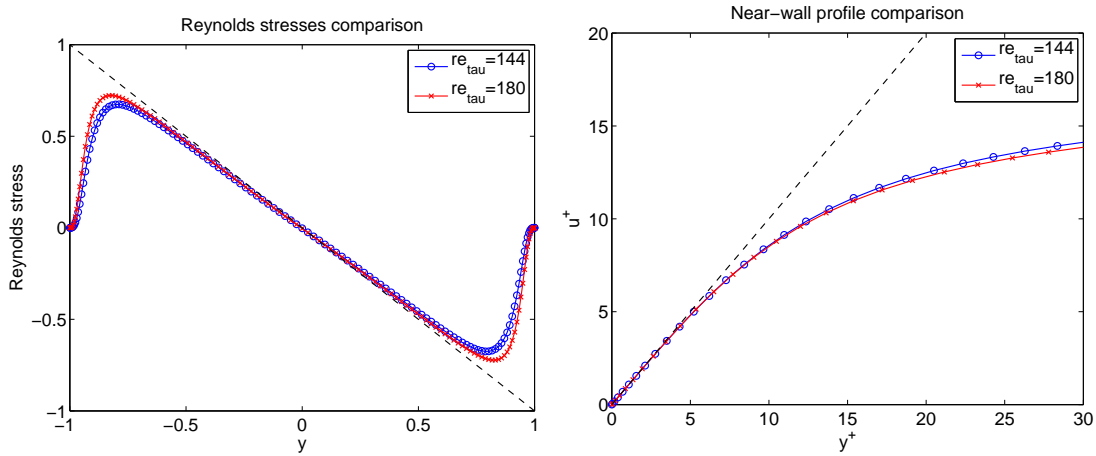 Reynolds stresses comparison
1
0.5
0
−0.5
−1
−1
−0.5
0
0.5
1
Reynolds stress
y
re_tau=144
re_tau=180
Near−wall profile comparison
20
15
10
5
0
0
5
10
15
20
25
30
u^+
y^+
re_tau=144
re_tau=180